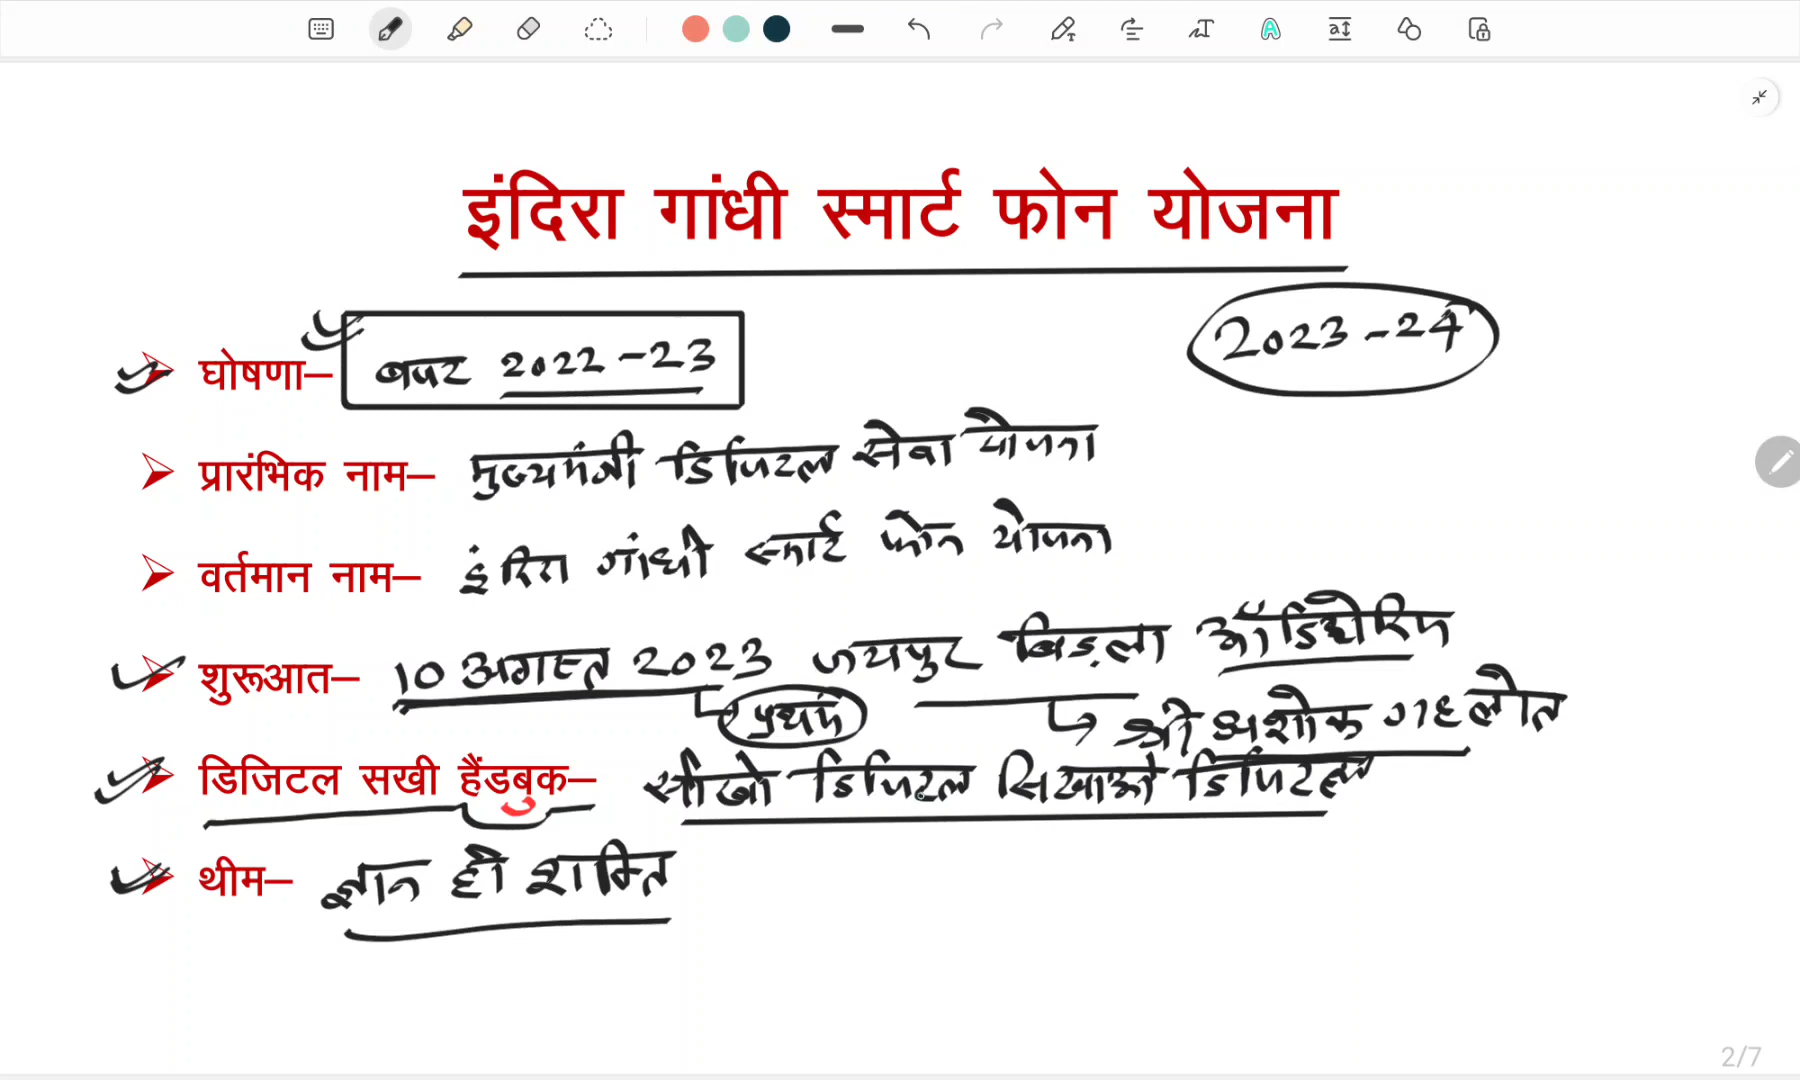 इंदिरा गांधी स्मार्ट फोन योजना
2023-24
घोषणा– बजट 2022-23
प्रारंभिक नाम– मुख्यमंत्री डिजिटल सेवा योजना
वर्तमान नाम– इंदिरा गांधी स्मार्ट फोन योजना
शुरूआत– 10 अगस्त 2023 जयपुर बिड़ला ऑडिटोरियम
प्रथम श्री अशोक गहलोत
डिजिटल सखी हैंडबुक– सीखो डिजिटल सिखाओ डिजिटल
थीम– ज्ञान ही शक्ति
2/7